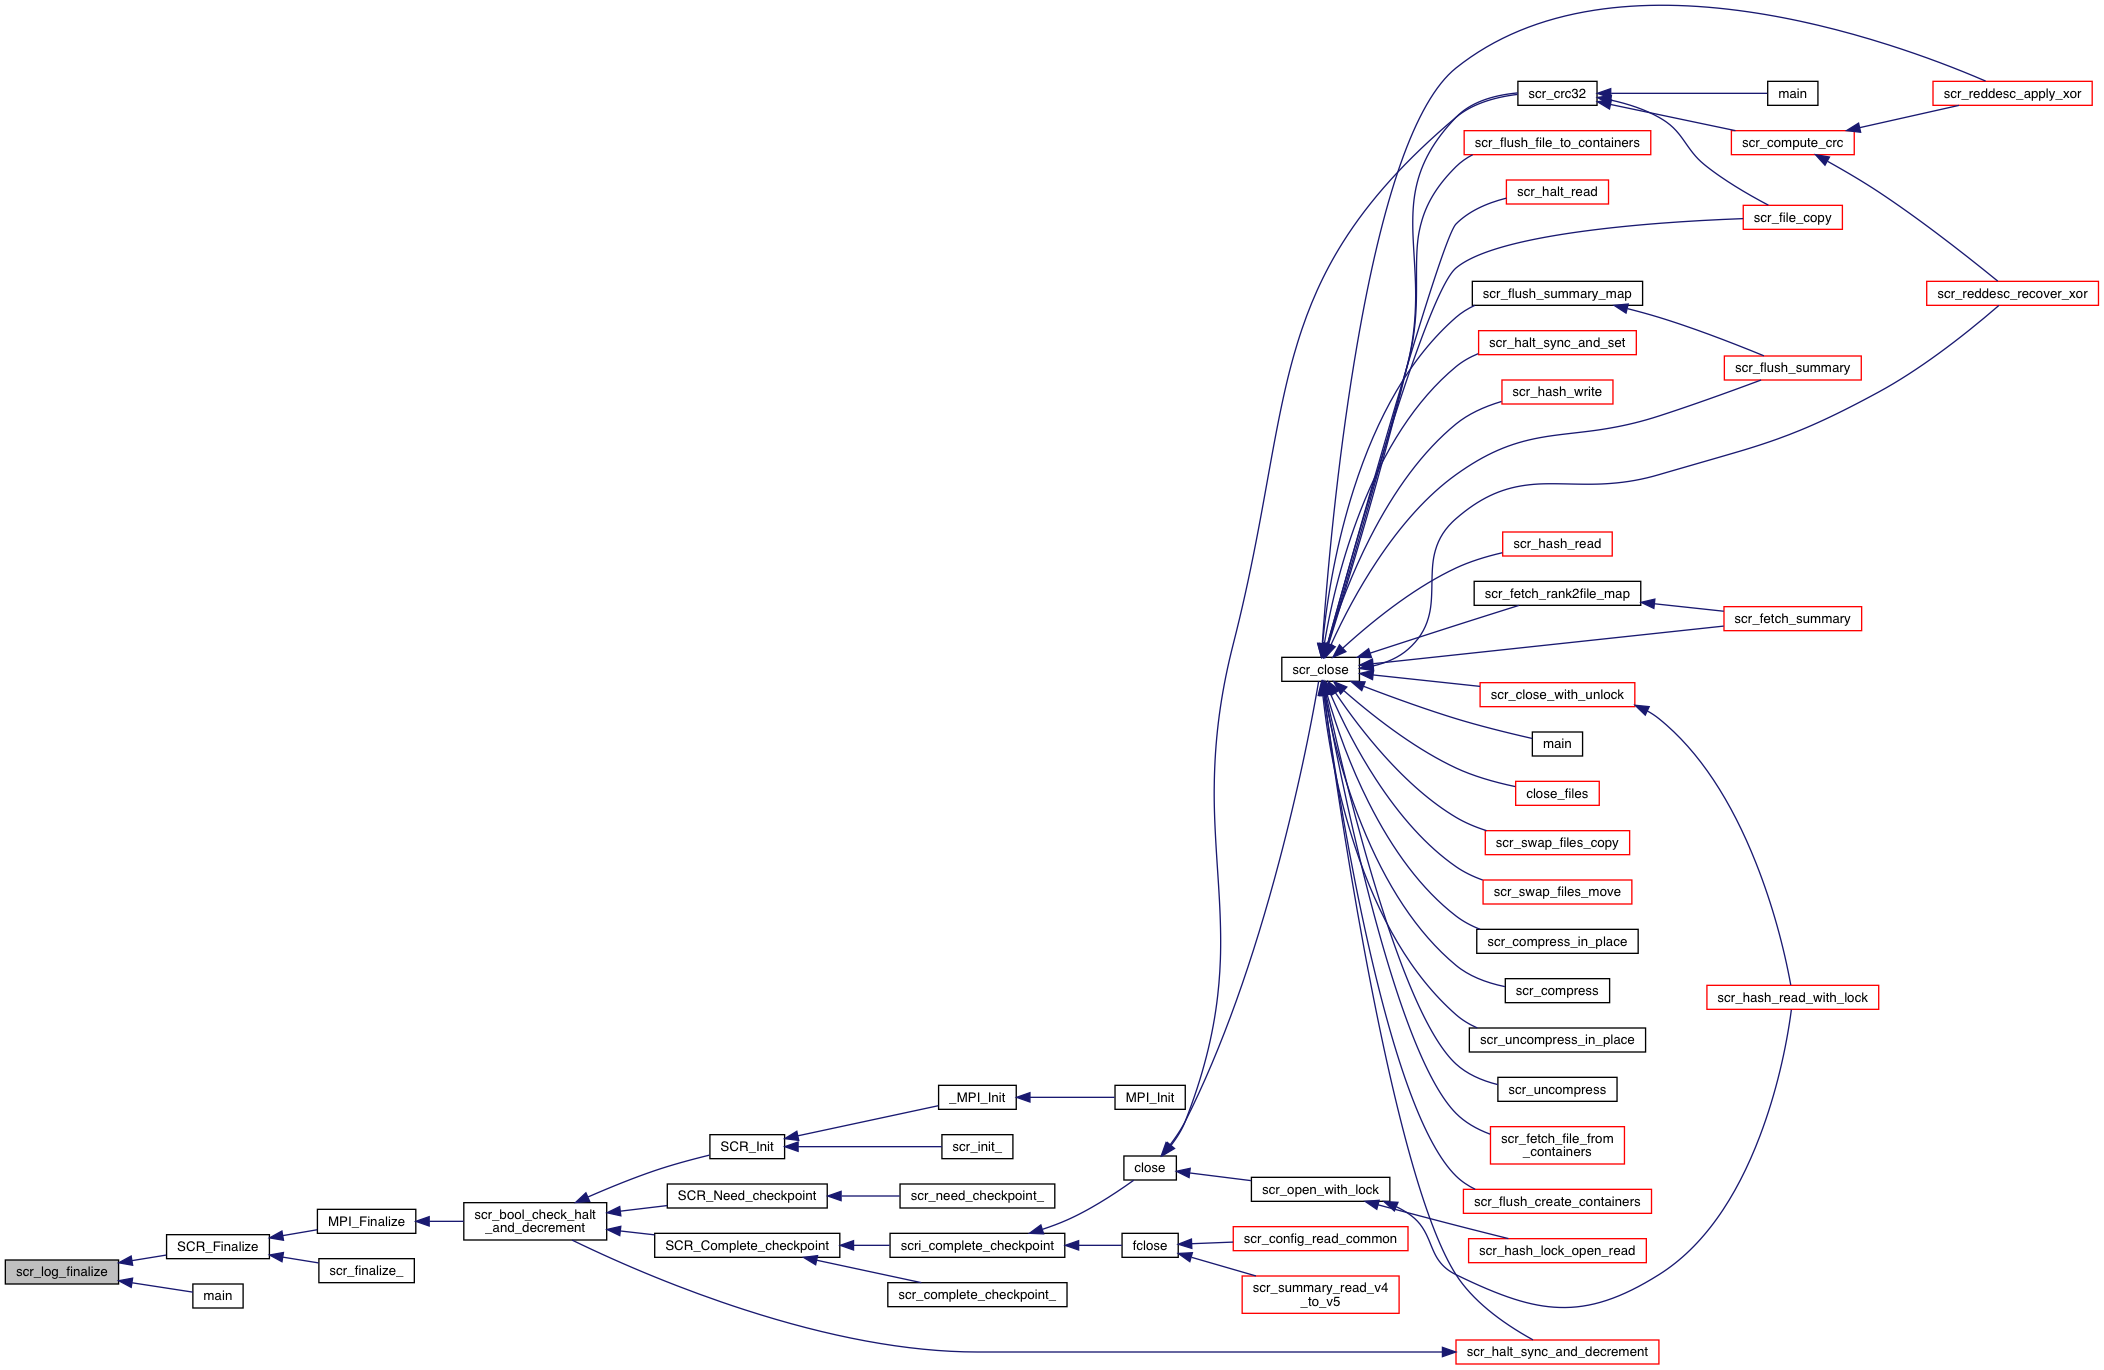 scr_log_finalize
SCR_Finalize
main
MPI_Finalize
scr_finalize_
scr_bool_check_halt
_and_decrement
SCR_Init
SCR_Need_checkpoint
SCR_Complete_checkpoint
_MPI_Init
scr_init_
scr_need_checkpoint_
scri_complete_checkpoint
scr_complete_checkpoint_
MPI_Init
close
fclose
scr_open_with_lock
scr_config_read_common
scr_summary_read_v4
_to_v5
scr_close
scr_crc32
scr_flush_file_to_containers
scr_halt_read
scr_flush_summary_map
scr_halt_sync_and_set
scr_hash_write
scr_hash_read
scr_fetch_rank2file_map
scr_close_with_unlock
main
close_files
scr_swap_files_copy
scr_swap_files_move
scr_compress_in_place
scr_compress
scr_uncompress_in_place
scr_uncompress
scr_fetch_file_from
_containers
scr_flush_create_containers
scr_hash_lock_open_read
scr_halt_sync_and_decrement
main
scr_compute_crc
scr_file_copy
scr_flush_summary
scr_fetch_summary
scr_hash_read_with_lock
scr_reddesc_apply_xor
scr_reddesc_recover_xor